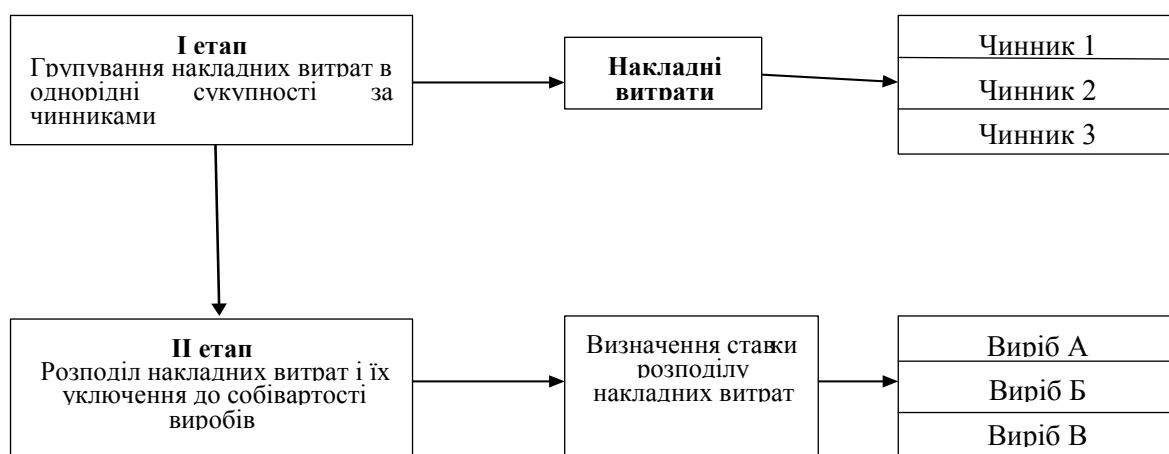 І етап
Групування накладних витрат в
однорідні сукупності за
чинниками
Накладні
витрати
Чинник 1
Чинник 2
Чинник 3
ІІ етап
Розподіл накладних витрат і їх
уключення до собівартості
виробів
Визначення ставки
розподілу
накладних витрат
Виріб А
Виріб Б
Виріб В